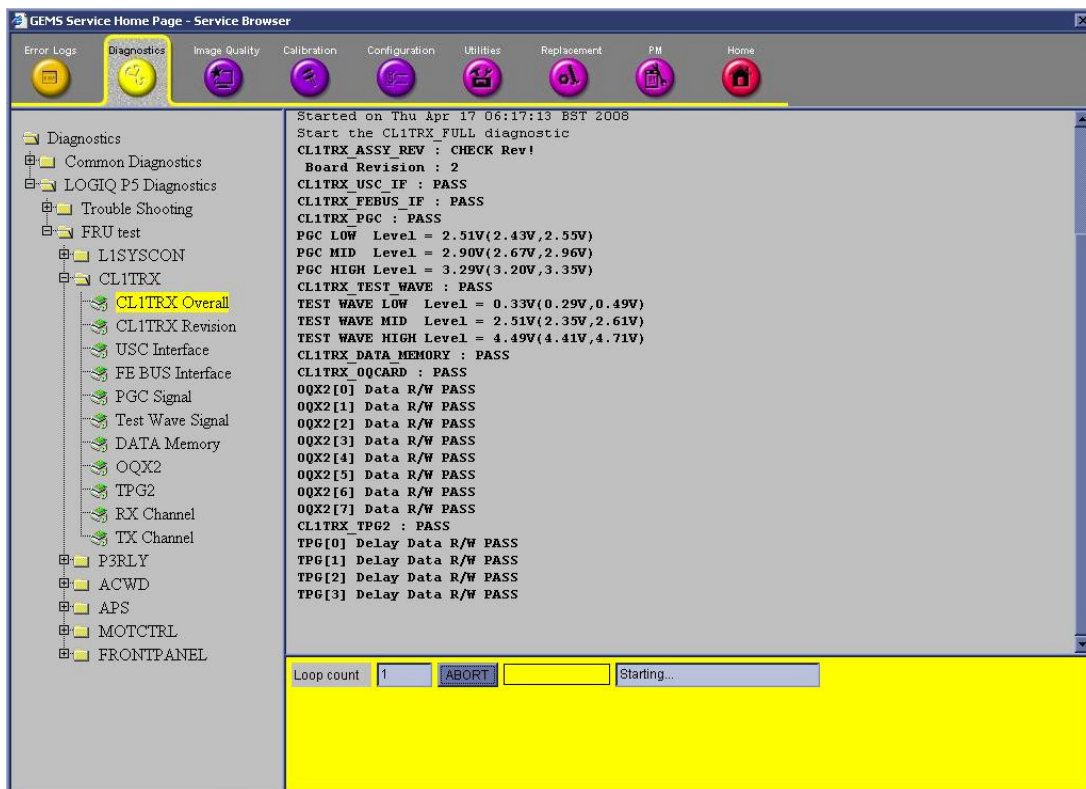 GEMS Service Home Page - Service Browser
Error Logs
Diagnostics
Image Quality
Calibration
Configuration
Utilities
Replacement
PM
Home
Diagnostics
Common Diagnostics
LOGIQ P5 Diagnostics
Trouble Shooting
FRU test
L1SYSCON
CL1TRX
CL1TRX Overall
CL1TRX Revision
USC Interface
FE BUS Interface
PGC Signal
Test Wave Signal
DATA Memory
OQX2
TPG2
RX Channel
TX Channel
P3RLY
ACWD
APS
MOTCTRL
FRONTPANEL
Started on Thu Apr 17 06:17:13 BST 2008
Start the CL1TRX_FULL diagnostic
CL1TRX_ASSY_REV : CHECK Rev!
Board Revision : 2
CL1TRX_USC_IF : PASS
CL1TRX_FEBUS_IF : PASS
CL1TRX_PGC : PASS
PGC LOW Level = 2.51V(2.43V,2.55V)
PGC MID Level = 2.90V(2.67V,2.96V)
PGC HIGH Level = 3.29V(3.20V,3.35V)
CL1TRX_TEST_WAVE : PASS
TEST WAVE LOW Level = 0.33V(0.29V,0.49V)
TEST WAVE MID Level = 2.51V(2.35V,2.61V)
TEST WAVE HIGH Level = 4.49V(4.41V,4.71V)
CL1TRX_DATA_MEMORY : PASS
CL1TRX_OQCARD : PASS
OQX2[0] Data R/W PASS
OQX2[1] Data R/W PASS
OQX2[2] Data R/W PASS
OQX2[3] Data R/W PASS
OQX2[4] Data R/W PASS
OQX2[5] Data R/W PASS
OQX2[6] Data R/W PASS
OQX2[7] Data R/W PASS
CL1TRX_TPG2 : PASS
TPG[0] Delay Data R/W PASS
TPG[1] Delay Data R/W PASS
TPG[2] Delay Data R/W PASS
TPG[3] Delay Data R/W PASS
Loop count 1 ABORT Starting...